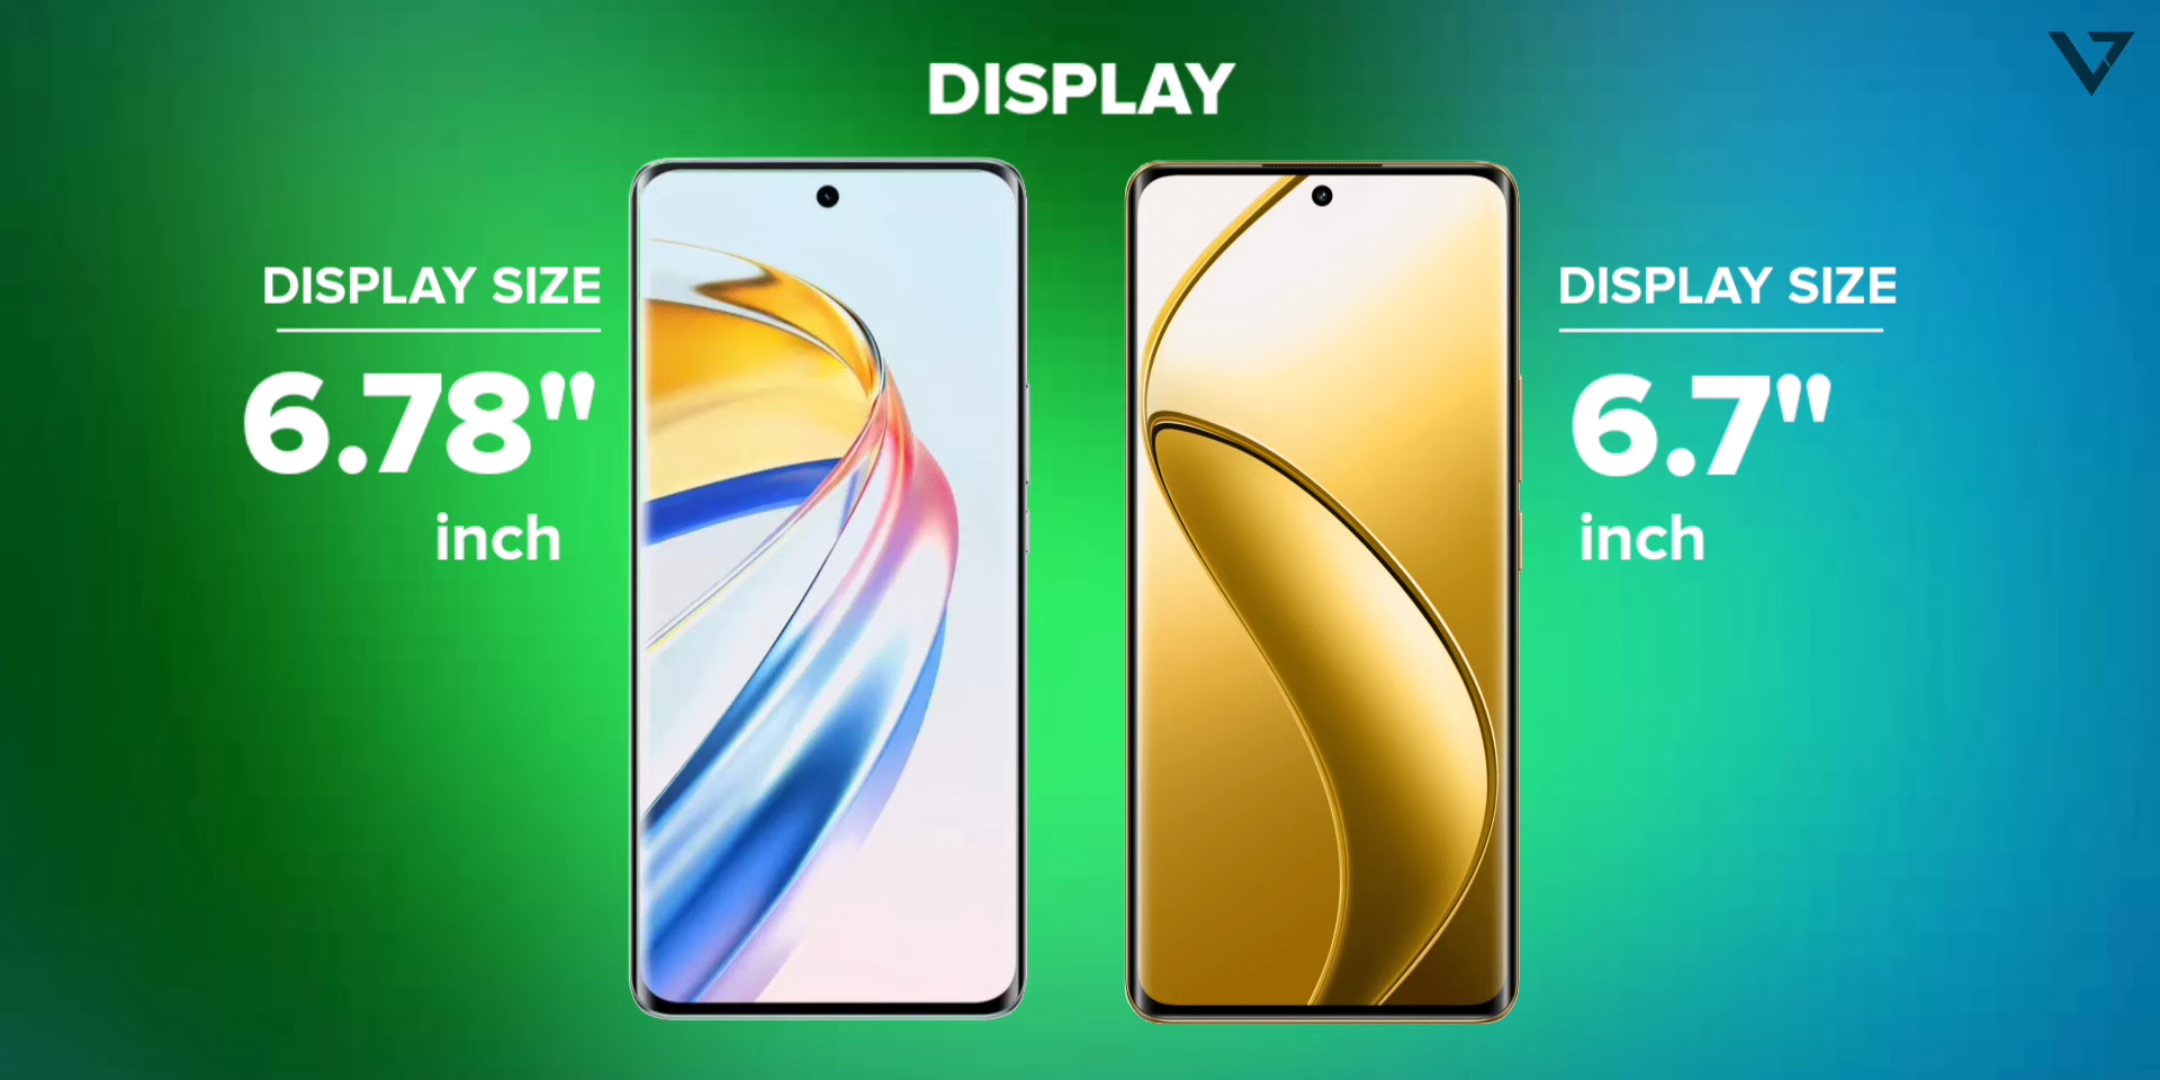 DISPLAY
DISPLAY SIZE
6.78"
inch
DISPLAY SIZE
6.7"
inch